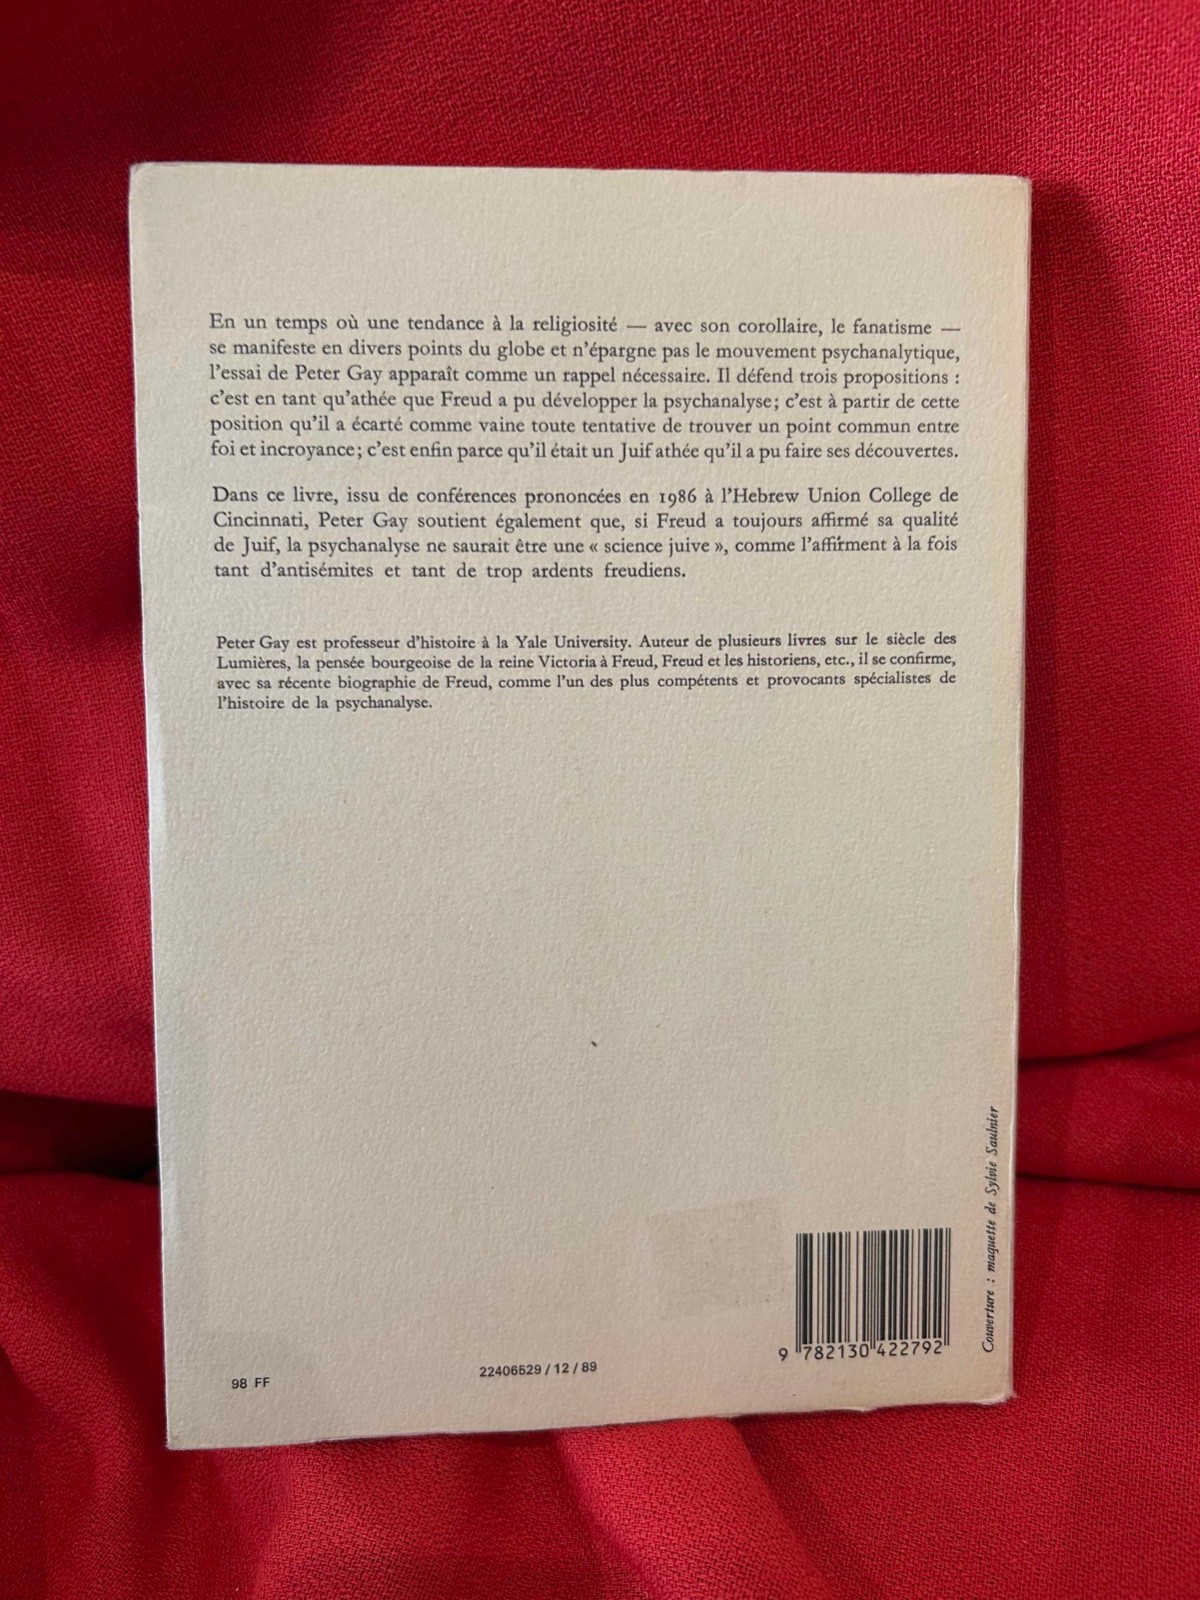 En un temps où une tendance à la religiosité — avec son corollaire, le fanatisme —
se manifeste en divers points du globe et n'épargne pas le mouvement psychanalytique,
l'essai de Peter Gay apparaît comme un rappel nécessaire. Il défend trois propositions :
c'est en tant qu'athée que Freud a pu développer la psychanalyse; c'est à partir de cette
position qu'il a écarté comme vaine toute tentative de trouver un point commun entre
foi et incroyance; c'est enfin parce qu'il était un Juif athée qu'il a pu faire ses découvertes.
Dans ce livre, issu de conférences prononcées en 1986 à l'Hebrew Union College de
Cincinnati, Peter Gay soutient également que, si Freud a toujours affirmé sa qualité
de Juif, la psychanalyse ne saurait être une « science juive », comme l'affirment à la fois
tant d'antisémites et tant de trop ardents freudiens.
Peter Gay est professeur d'histoire à la Yale University. Auteur de plusieurs livres sur le siècle des
Lumières, la pensée bourgeoise de la reine Victoria à Freud, Freud et les historiens, etc., il se confirme,
avec sa récente biographie de Freud, comme l'un des plus compétents et provocants spécialistes de
l'histoire de la psychanalyse.
Couverture : maquette de Sylvie Saulnier
9 782130 422792
22406529 / 12 / 89
98 FF